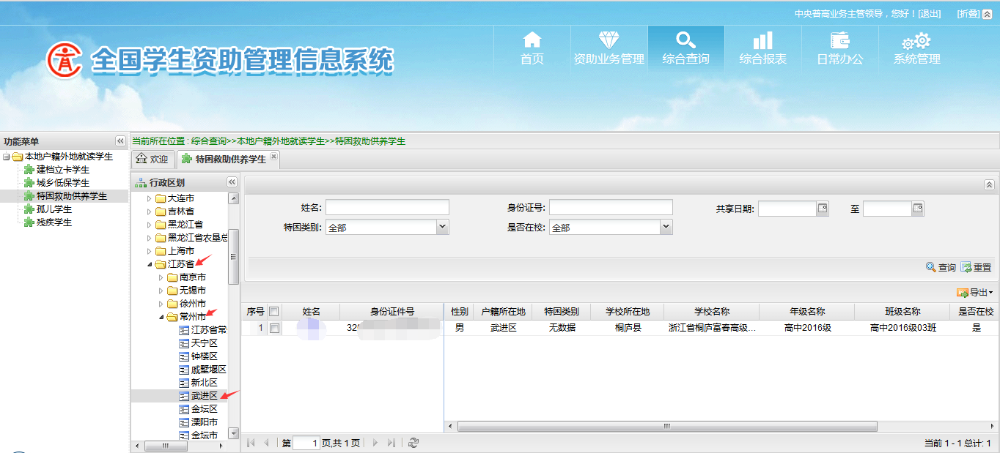 中央普高业务主管领导，您好！[退出] [折叠]
全国学生资助管理信息系统
首页 资助业务管理 综合查询 综合报表 日常办公 系统管理
功能菜单
当前所在位置：综合查询>>本地户籍外地就读学生>>特困救助供养学生
本地户籍外地就读学生
建档立卡学生
城乡低保学生
特困救助供养学生
孤儿学生
残疾学生
欢迎 特困救助供养学生
行政区划
大连市
吉林省
黑龙江省
黑龙江省农垦总
上海市
江苏省
南京市
无锡市
徐州市
常州市
江苏省常
天宁区
钟楼区
戚墅堰区
新北区
武进区
金坛区
溧阳市
金坛市
姓名: 身份证号: 共享日期: 至
特困类别: 全部 是否在校: 全部
查询 重置
导出
序号 姓名 身份证件号 性别 户籍所在地 特困类别 学校所在地 学校名称 年级名称 班级名称 是否在校
1 32 男 武进区 无数据 桐庐县 浙江省桐庐富春高级... 高中2016级 高中2016级03班 是
第 1 页,共 1 页
当前 1 - 1 总计: 1